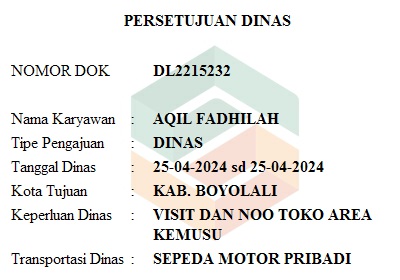 PERSETUJUAN DINAS
NOMOR DOK DL2215232
Nama Karyawan : AQIL FADHILAH
Tipe Pengajuan : DINAS
Tanggal Dinas : 25-04-2024 sd 25-04-2024
Kota Tujuan : KAB. BOYOLALI
Keperluan Dinas : VISIT DAN NOO TOKO AREA
KEMUSU
Transportasi Dinas : SEPEDA MOTOR PRIBADI